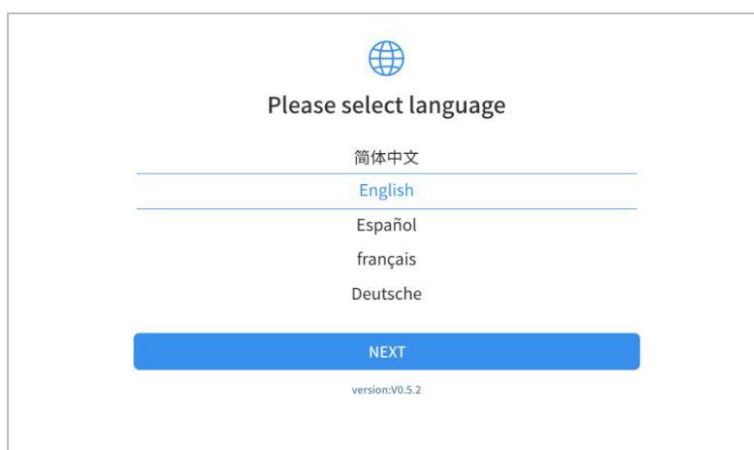 Please select language
简体中文
English
Español
français
Deutsche
NEXT
version:V0.5.2